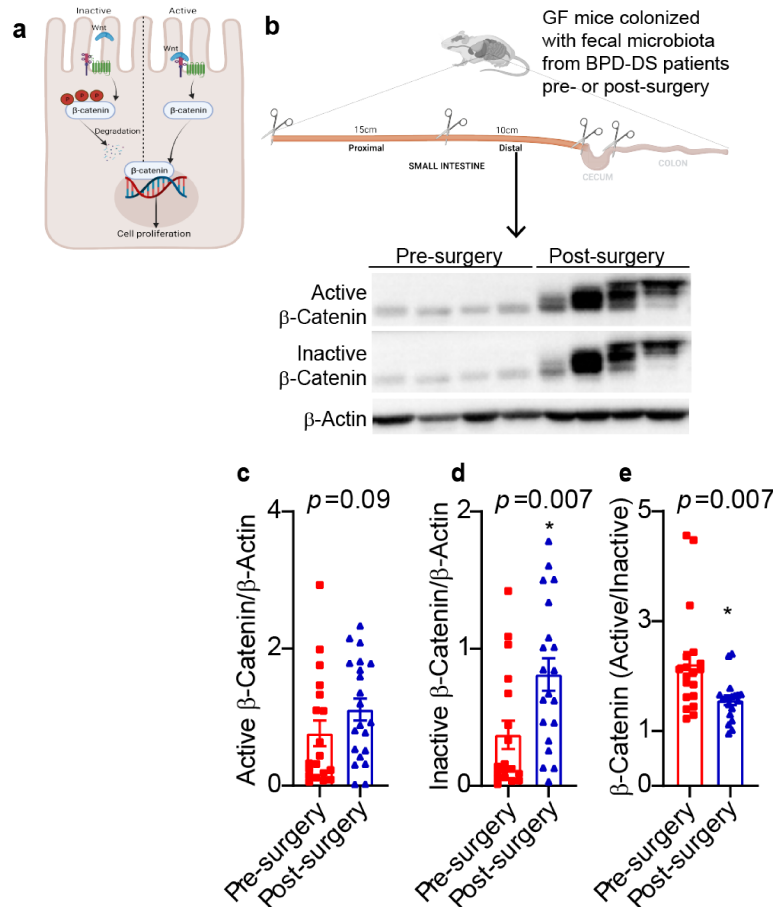 a
Inactive
Active
Wnt
Wnt
P P P
β-catenin
β-catenin
Degradation
β-catenin
Cell proliferation
b
GF mice colonized
with fecal microbiota
from BPD-DS patients
pre- or post-surgery
15cm
10cm
Proximal
Distal
SMALL INTESTINE
CECUM
COLON
Pre-surgery
Post-surgery
Active
β-Catenin
Inactive
β-Catenin
β-Actin
c
p=0.09
Active β-Catenin/β-Actin
4
2
0
Pre-surgery
Post-surgery
d
p=0.007
*
Inactive β-Catenin/β-Actin
2
1
0
Pre-surgery
Post-surgery
e
p=0.007
*
β-Catenin (Active/Inactive)
5
3
1
0
Pre-surgery
Post-surgery